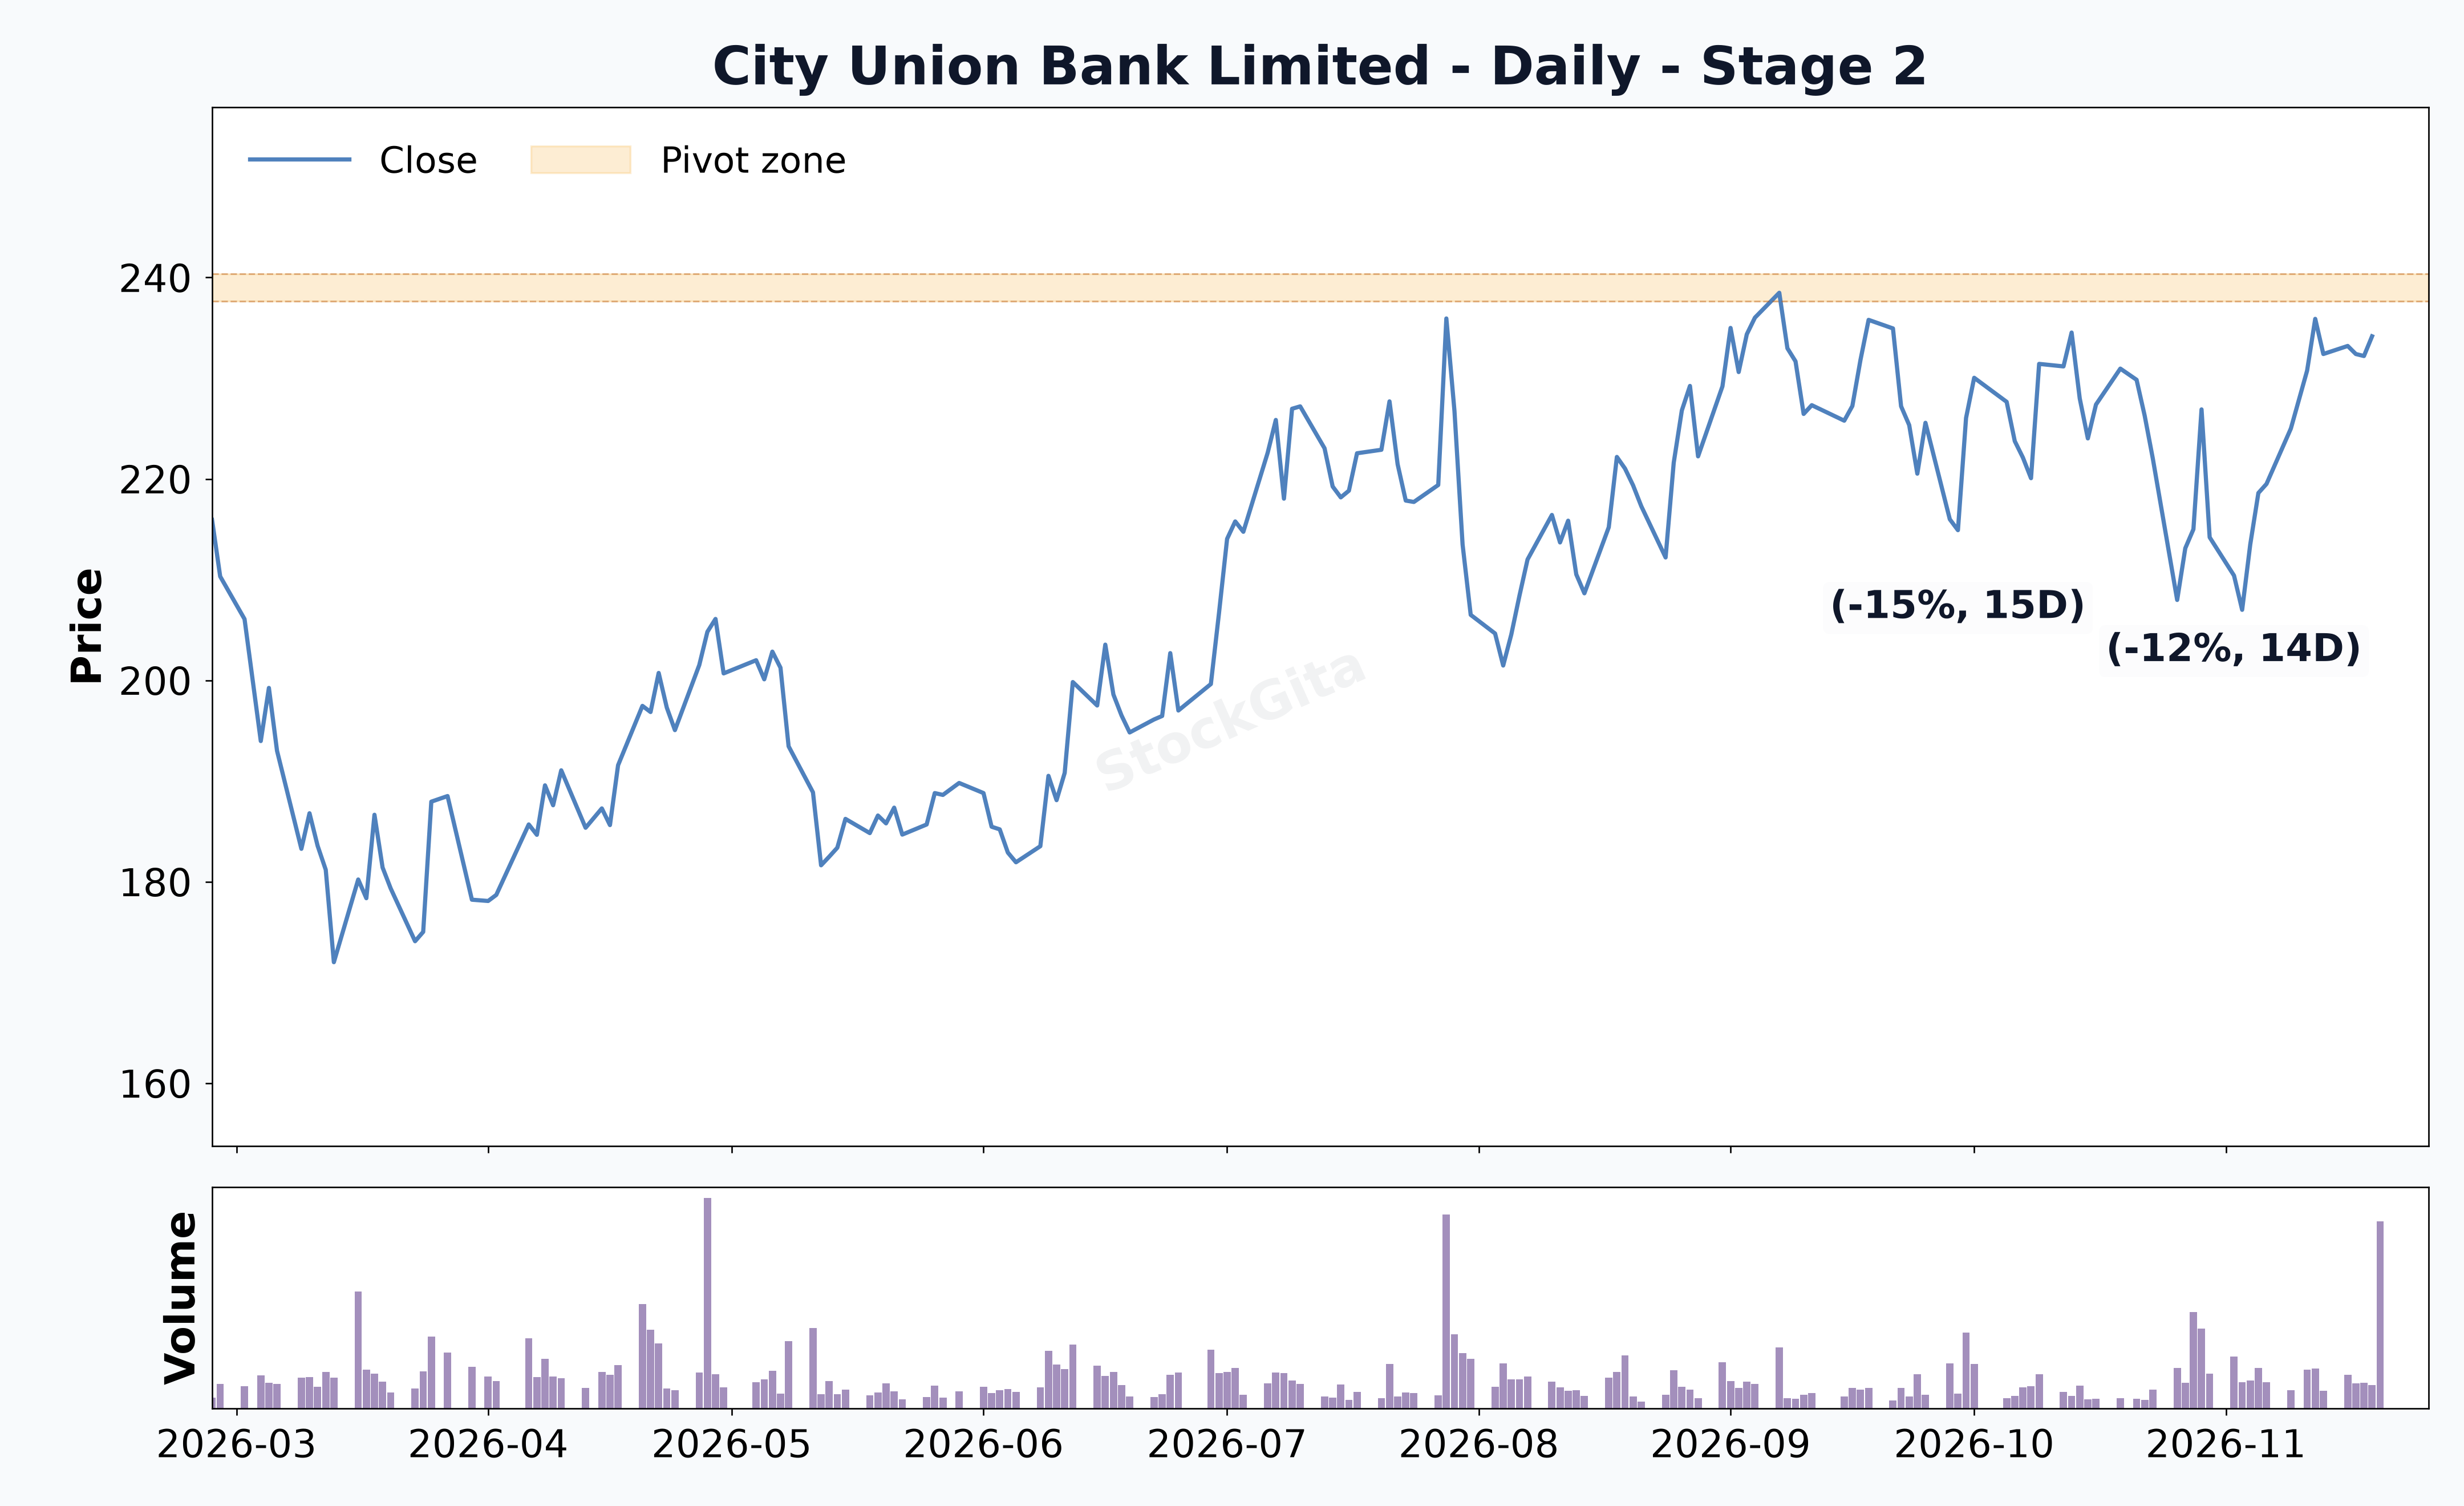 City Union Bank Limited - Daily - Stage 2
Close
Pivot zone
240
220
200
180
160
Price
(-15%, 15D)
(-12%, 14D)
StockGita
Volume
2026-03
2026-04
2026-05
2026-06
2026-07
2026-08
2026-09
2026-10
2026-11